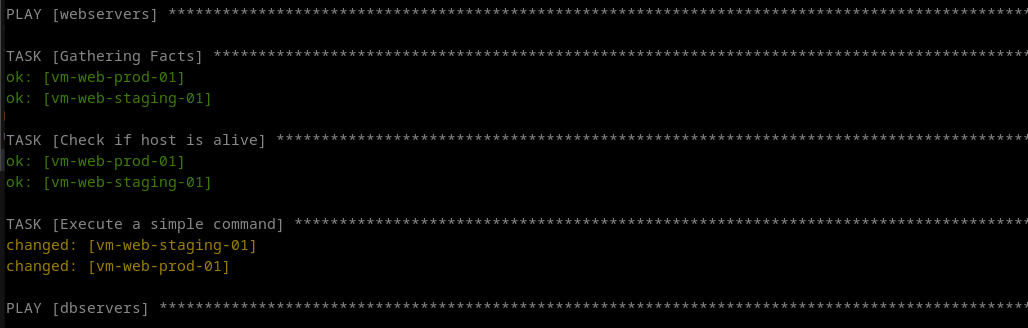 PLAY [webservers] ************************************************************************************************
TASK [Gathering Facts] *******************************************************************************************
ok: [vm-web-prod-01]
ok: [vm-web-staging-01]
TASK [Check if host is alive] ************************************************************************************
ok: [vm-web-prod-01]
ok: [vm-web-staging-01]
TASK [Execute a simple command] **********************************************************************************
changed: [vm-web-staging-01]
changed: [vm-web-prod-01]
PLAY [dbservers] *************************************************************************************************